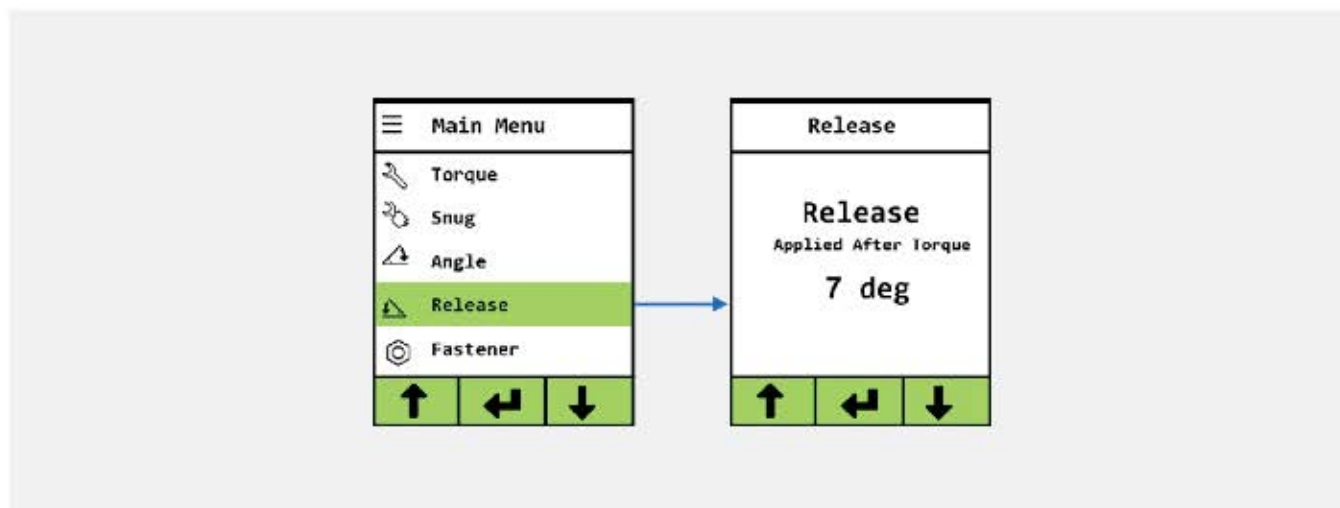 Main Menu
Torque
Snug
Angle
Release
Fastener
Release
Release
Applied After Torque
7 deg